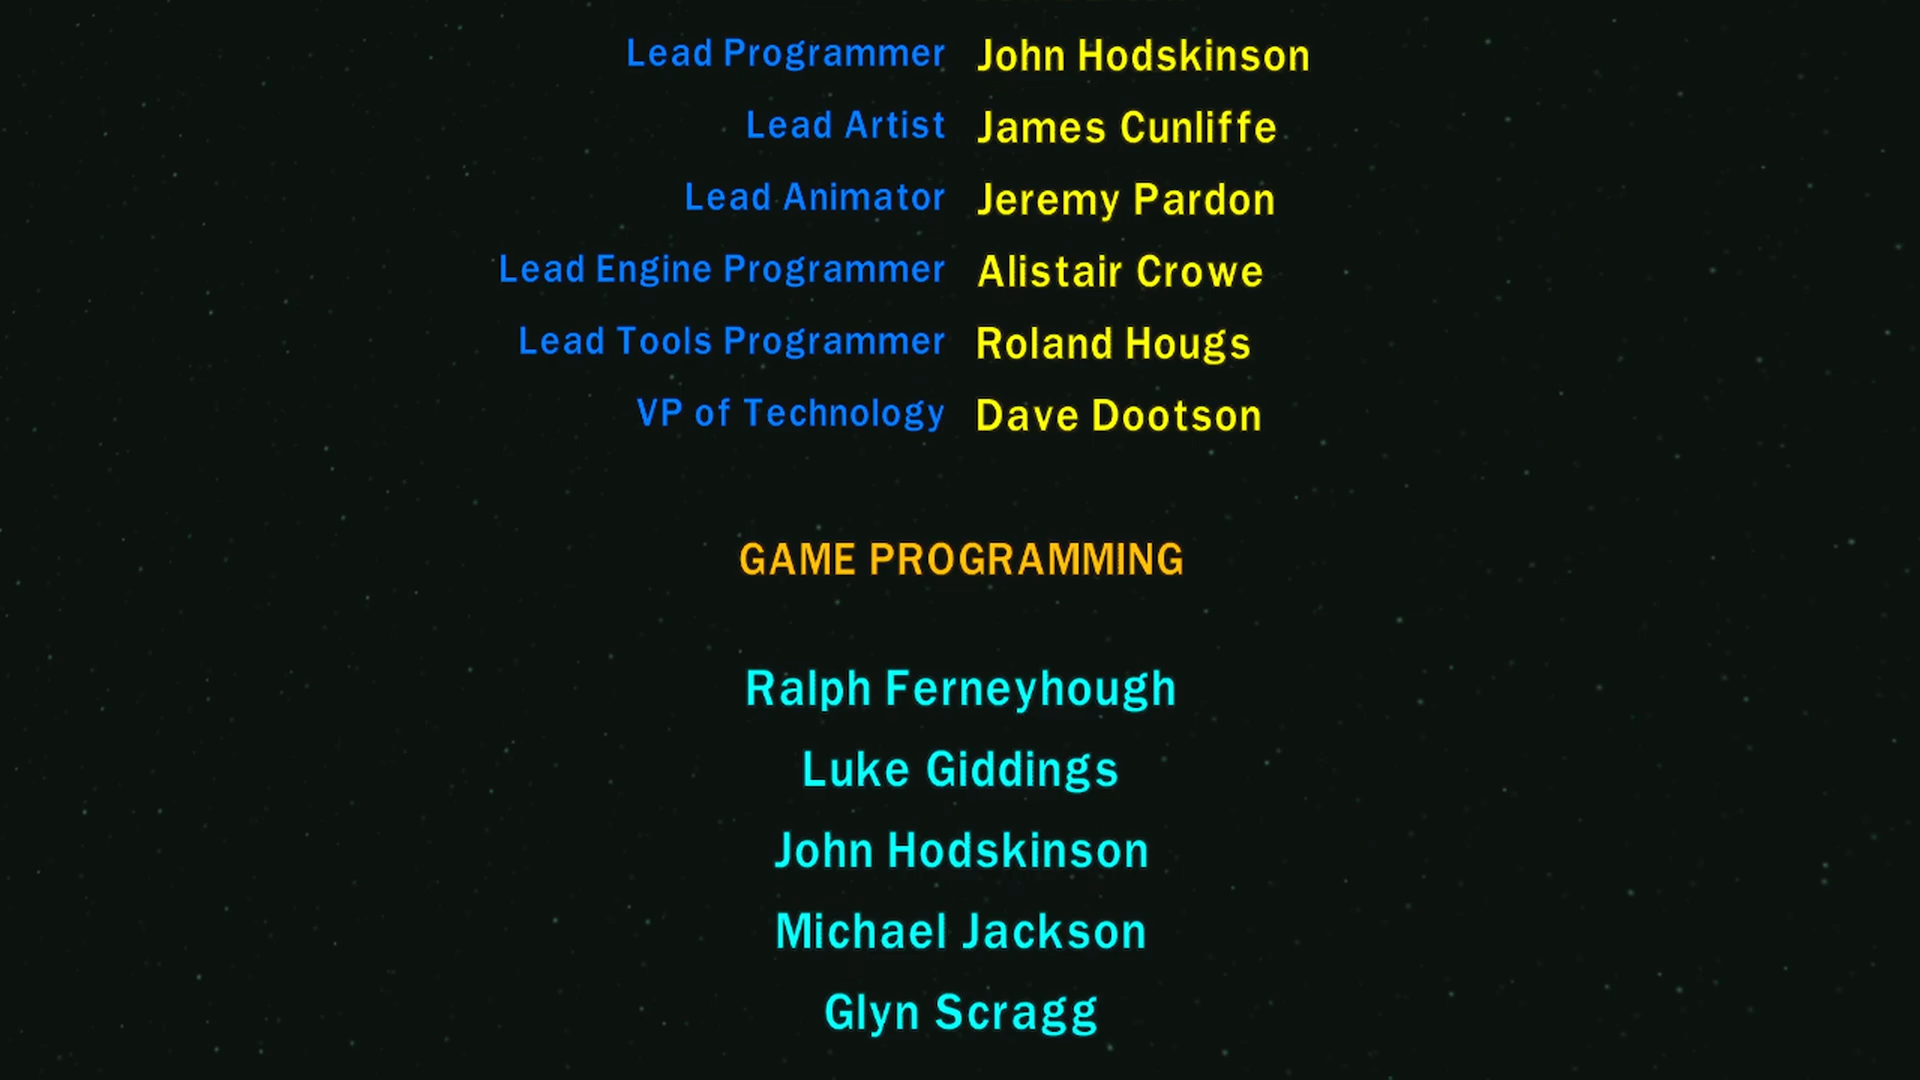 Lead Programmer John Hodskinson
Lead Artist James Cunliffe
Lead Animator Jeremy Pardon
Lead Engine Programmer Alistair Crowe
Lead Tools Programmer Roland Hougs
VP of Technology Dave Dootson
GAME PROGRAMMING
Ralph Ferneyhough
Luke Giddings
John Hodskinson
Michael Jackson
Glyn Scragg